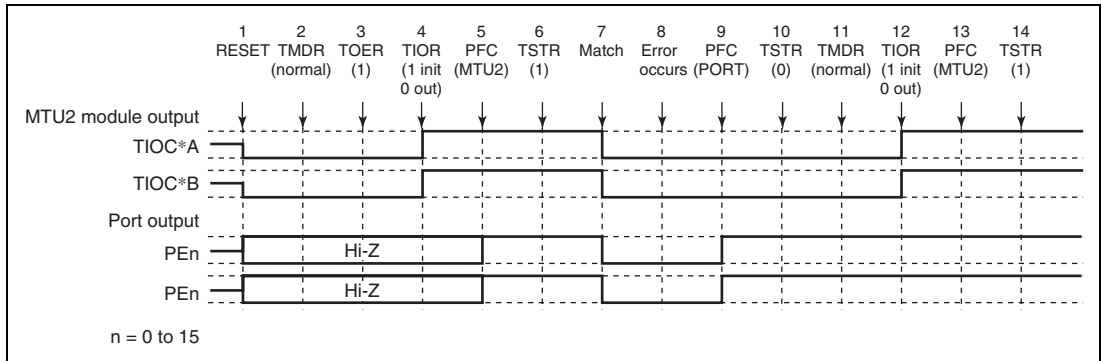 1 2 3 4 5 6 7 8 9 10 11 12 13 14
RESET TMDR TOER TIOR PFC TSTR Match Error PFC TSTR TMDR TIOR PFC TSTR
(normal) (1) (1 init (MTU2) (1) occurs (PORT) (0) (normal) (1 init (MTU2) (1)
0 out) 0 out)
MTU2 module output
TIOC*A
TIOC*B
Port output
PEn Hi-Z
PEn Hi-Z
n = 0 to 15